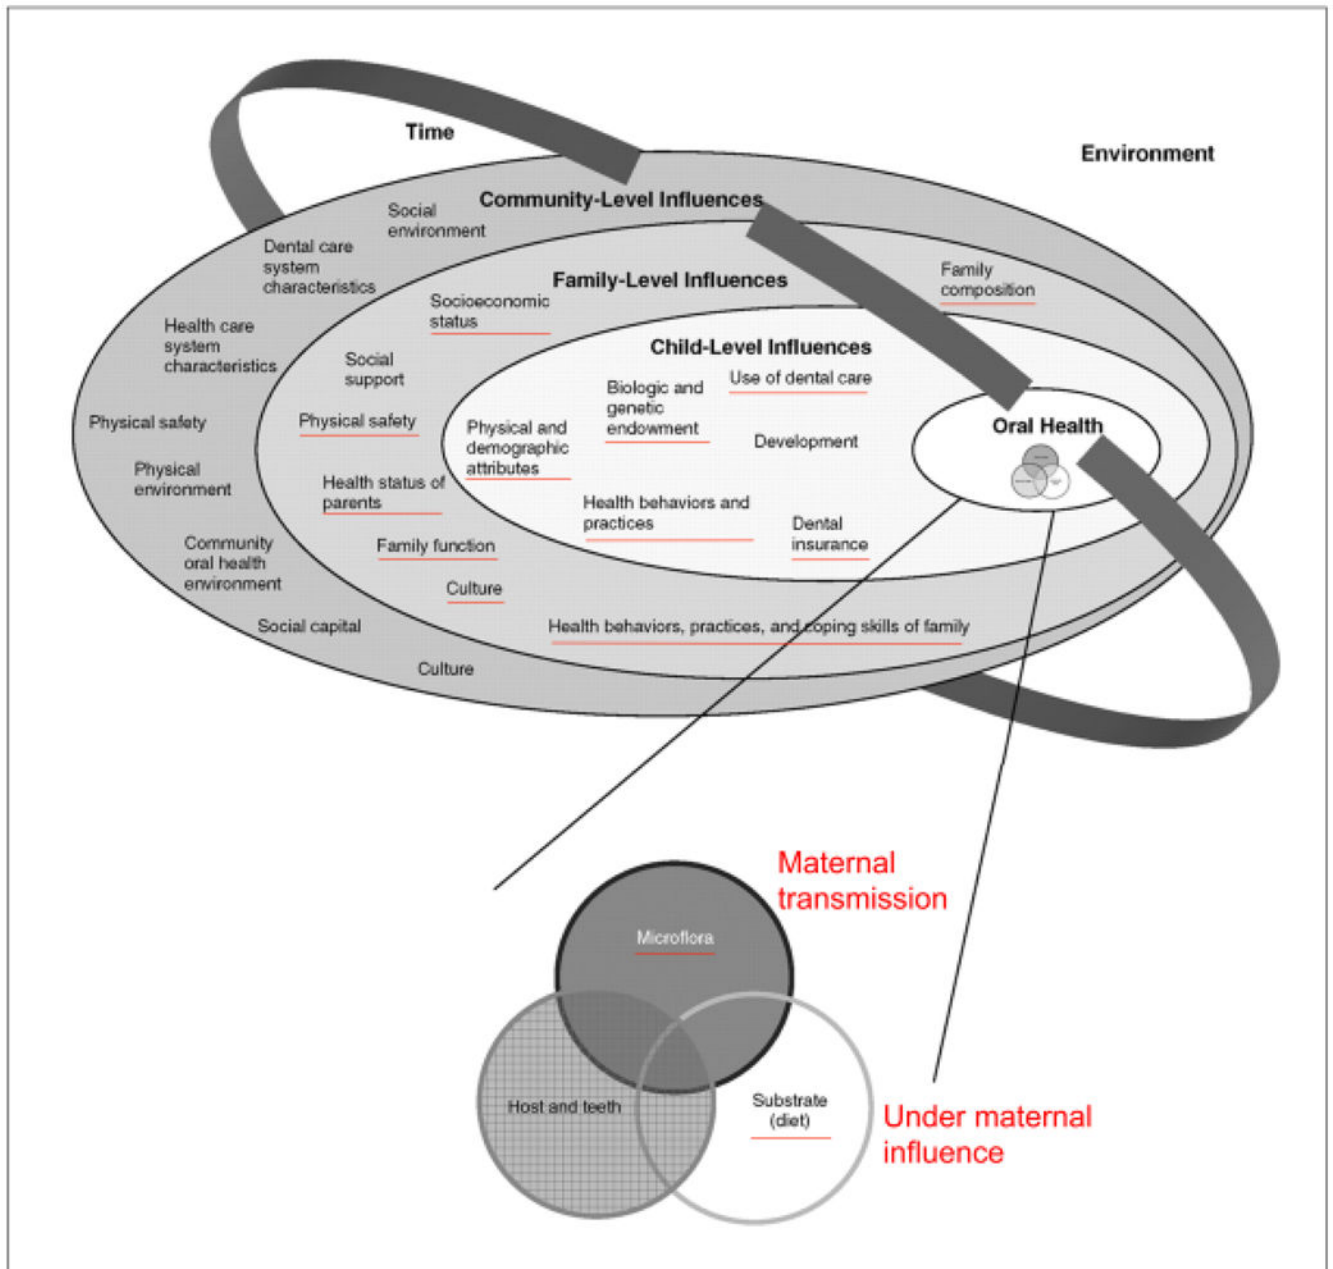 Time
Environment
Community-Level Influences
Social
environment
Dental care
system
characteristics
Health care
system
characteristics
Physical safety
Physical
environment
Community
oral health
environment
Social capital
Culture
Family-Level Influences
Family
composition
Socioeconomic
status
Social
support
Physical safety
Health status of
parents
Family function
Culture
Health behaviors, practices, and coping skills of family
Child-Level Influences
Use of dental care
Biologic and
genetic
endowment
Physical and
demographic
attributes
Development
Health behaviors and
practices
Dental
insurance
Oral Health
Maternal
transmission
Microflora
Host and teeth
Substrate
(diet)
Under maternal
influence